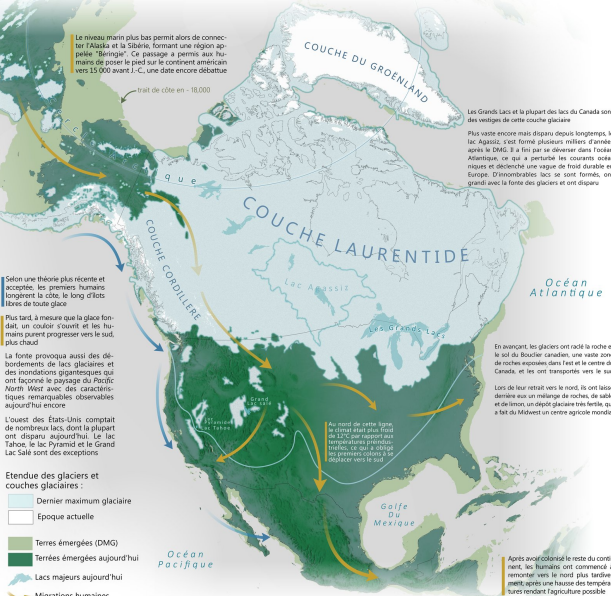 Le niveau marin plus bas permit alors de connec-
ter l'Alaska et la Sibérie, formant une région ap-
pelée "Béringie". Ce passage a permis aux hu-
mains de poser le pied sur le continent américain
vers 15 000 avant J.-C., une date encore débattue
trait de côte en - 18,000
COUCHE DU GROËNLAND
Les Grands Lacs et la plupart des lacs du Canada son
des vestiges de cette couche glaciaire
Plus vaste encore mais disparu depuis longtemps, le
lac Agassiz, s'est formé plusieurs milliers d'année
après le DMG. Il a fini par se déverser dans l'océan
Atlantique, ce qui a perturbé les courants océa
niques et déclenché une vague de froid durable en
Europe. D'innombrables lacs se sont formés, on
grandi avec la fonte des glaciers et ont disparu
que
COUCHE LAURENTIDE
COUCHE CORDILLERE
Lac Agassiz
Les Grands Lacs
Océan
Atlantique
Selon une théorie plus récente et
acceptée, les premiers humains
longèrent la côte, le long d'îlots
libres de toute glace
Plus tard, à mesure que la glace fon-
dait, un couloir s'ouvrit et les hu-
mains purent progresser vers le sud,
plus chaud
La fonte provoqua aussi des dé-
bordements de lacs glaciaires et
des inondations gigantesques qui
ont façonné le paysage du Pacific
North West avec des caractéris-
tiques remarquables observables
aujourd'hui encore
L'ouest des États-Unis comptait
de nombreux lacs, dont la plupart
ont disparu aujourd'hui. Le lac
Tahoe, le lac Pyramid et le Grand
Lac Salé sont des exceptions
Grand
Lac salé
Pyramid
Tahoe
Au nord de cette ligne,
le climat était plus froid
de 12°C par rapport aux
températures préindus-
trielles, ce qui a obligé
les premiers colons à se
déplacer vers le sud
En avançant, les glaciers ont raclé la roche e
le sol du Bouclier canadien, une vaste zone
de roches exposées dans l'est et le centre du
Canada, et les ont transportés vers le su
Lors de leur retrait vers le nord, ils ont laiss
derrière eux un mélange de roches, de sabl
et de limon, un dépôt glaciaire très fertile, qu
a fait du Midwest un centre agricole mondia
Etendue des glaciers et
couches glaciaires :
Dernier maximum glaciaire
Epoque actuelle
Terres émergées (DMG)
Terrées émergées aujourd'hui
Lacs majeurs aujourd'hui
Migrations humaines
Océan
Pacifique
Golfe
Du
Mexique
Après avoir colonisé le reste du conti
nent, les humains ont commencé à
remonter vers le nord plus tardive
ment, après une hausse des tempéra
tures rendant l'agriculture possible